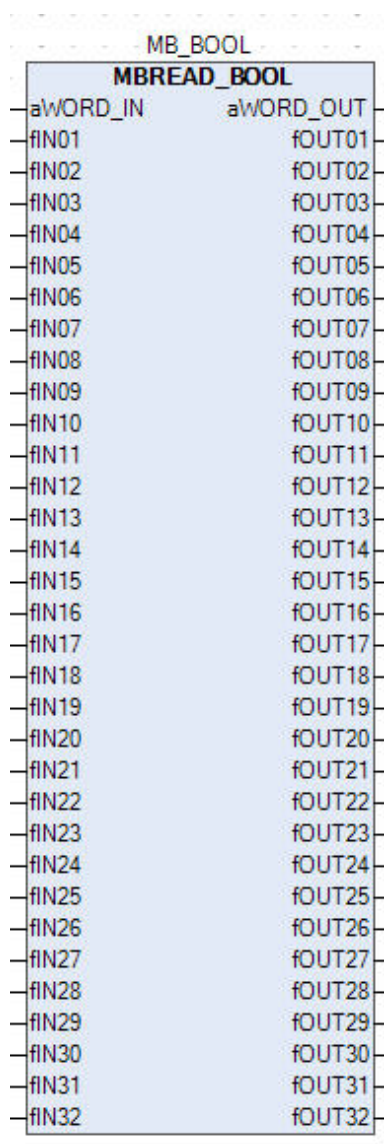 MB_BOOL
MBREAD_BOOL
aWORD_IN aWORD_OUT
fIN01 fOUT01
fIN02 fOUT02
fIN03 fOUT03
fIN04 fOUT04
fIN05 fOUT05
fIN06 fOUT06
fIN07 fOUT07
fIN08 fOUT08
fIN09 fOUT09
fIN10 fOUT10
fIN11 fOUT11
fIN12 fOUT12
fIN13 fOUT13
fIN14 fOUT14
fIN15 fOUT15
fIN16 fOUT16
fIN17 fOUT17
fIN18 fOUT18
fIN19 fOUT19
fIN20 fOUT20
fIN21 fOUT21
fIN22 fOUT22
fIN23 fOUT23
fIN24 fOUT24
fIN25 fOUT25
fIN26 fOUT26
fIN27 fOUT27
fIN28 fOUT28
fIN29 fOUT29
fIN30 fOUT30
fIN31 fOUT31
fIN32 fOUT32